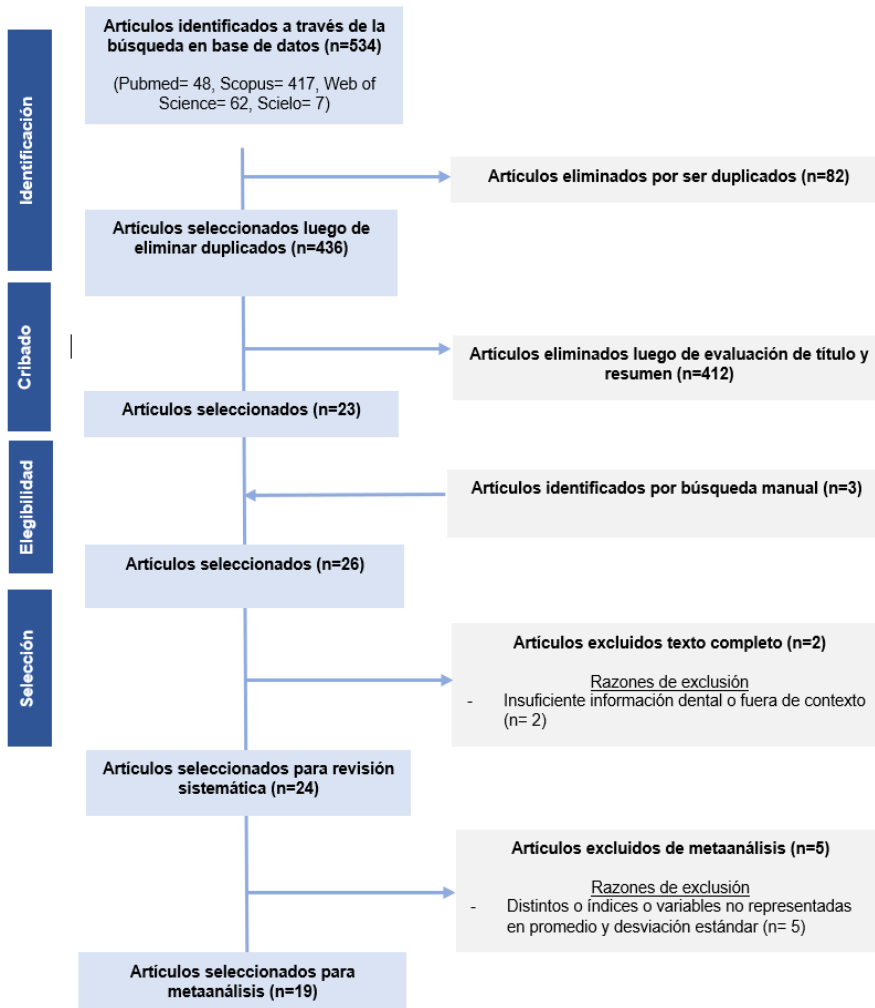 Identificación
Artículos identificados a través de la
búsqueda en base de datos (n=534)
(Pubmed= 48, Scopus= 417, Web of
Science= 62, Scielo= 7)
Artículos eliminados por ser duplicados (n=82)
Artículos seleccionados luego de
eliminar duplicados (n=436)
Cribado
Artículos eliminados luego de evaluación de título y
resumen (n=412)
Artículos seleccionados (n=23)
Elegibilidad
Artículos identificados por búsqueda manual (n=3)
Artículos seleccionados (n=26)
Selección
Artículos excluidos texto completo (n=2)
Razones de exclusión
- Insuficiente información dental o fuera de contexto
(n= 2)
Artículos seleccionados para revisión
sistemática (n=24)
Artículos excluidos de metaanálisis (n=5)
Razones de exclusión
- Distintos o índices o variables no representadas
en promedio y desviación estándar (n= 5)
Artículos seleccionados para
metaanálisis (n=19)